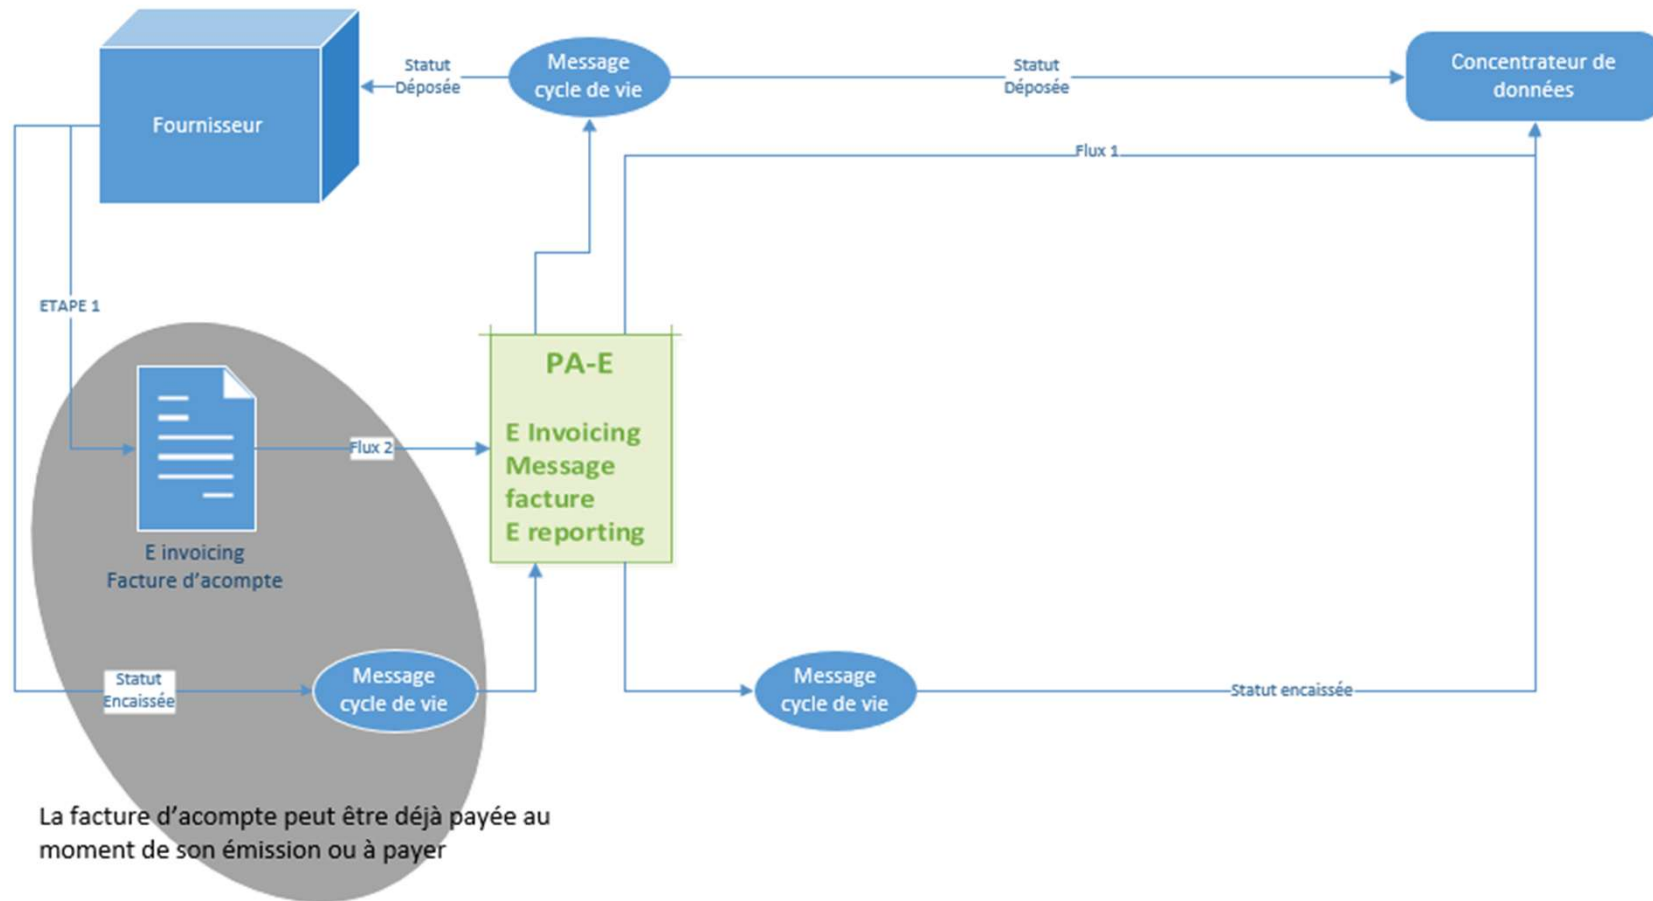 Fournisseur
Statut
Déposée
Message
cycle de vie
Statut
Déposée
Concentrateur de
données
Flux 1
ETAPE 1
PA-E
E Invoicing
Message
facture
E reporting
Flux 2
E invoicing
Facture d’acompte
Statut
Encaissée
Message
cycle de vie
Message
cycle de vie
Statut encaissée
La facture d’acompte peut être déjà payée au
moment de son émission ou à payer